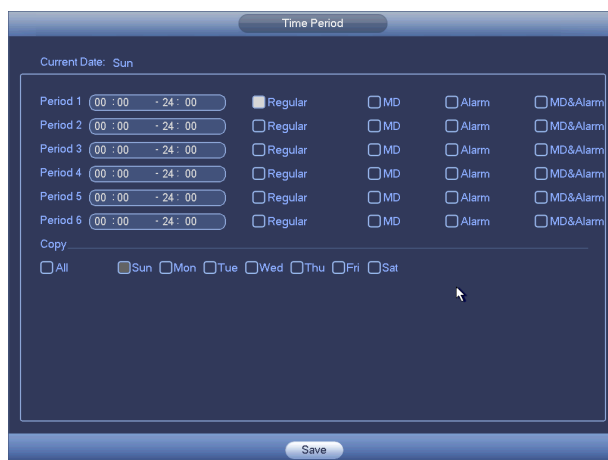 Time Period
Current Date: Sun
Period 1 00 : 00 - 24 : 00 Regular MD Alarm MD&Alarm
Period 2 00 : 00 - 24 : 00 Regular MD Alarm MD&Alarm
Period 3 00 : 00 - 24 : 00 Regular MD Alarm MD&Alarm
Period 4 00 : 00 - 24 : 00 Regular MD Alarm MD&Alarm
Period 5 00 : 00 - 24 : 00 Regular MD Alarm MD&Alarm
Period 6 00 : 00 - 24 : 00 Regular MD Alarm MD&Alarm
Copy
All Sun Mon Tue Wed Thu Fri Sat
Save